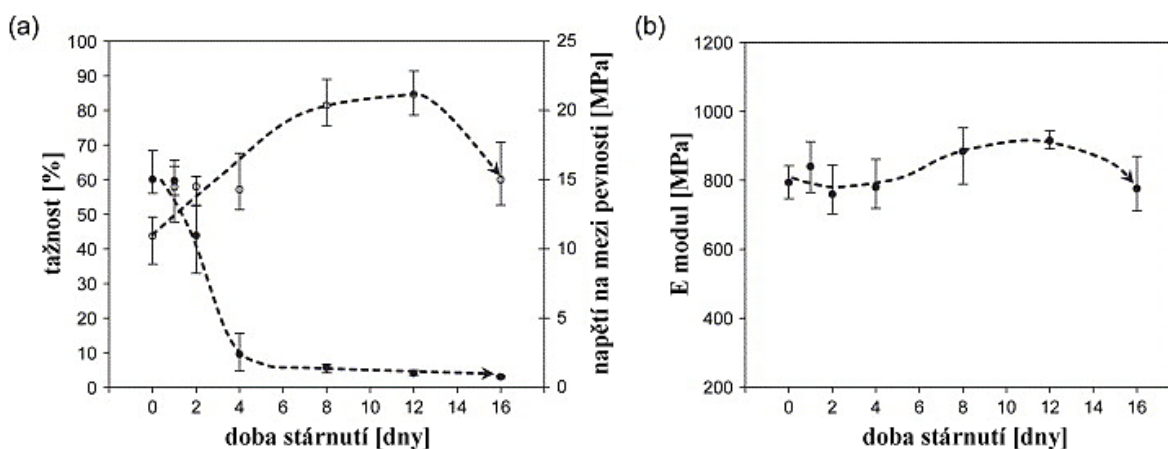 (a)
100
90
80
70
60
50
40
30
20
10
0
tažnost [%]
25
20
15
10
5
0
napětí na mezi pevnosti [MPa]
0 2 4 6 8 10 12 14 16
doba stárnutí [dny]
(b)
1200
1000
800
600
400
200
E modul [MPa]
0 2 4 6 8 10 12 14 16
doba stárnutí [dny]